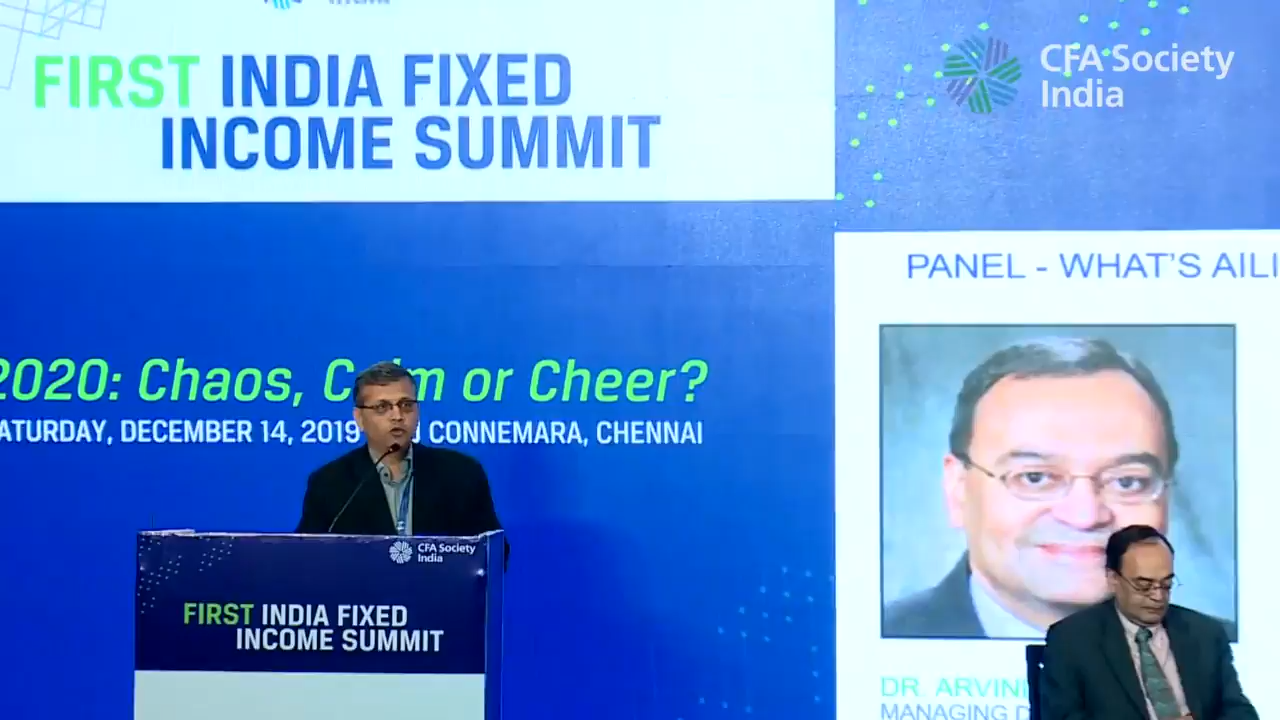 FIRST INDIA FIXED
INCOME SUMMIT
CFA Society
India
PANEL - WHAT'S AILI
2020: Chaos, Calm or Cheer?
ATURDAY, DECEMBER 14, 2019
CONNEMARA, CHENNAI
CFA Society
India
FIRST INDIA FIXED
INCOME SUMMIT
DR. ARVIN
MANAGING D